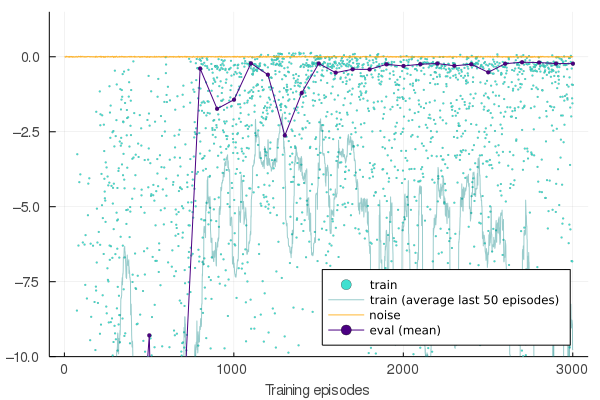 0.0
−2.5
−5.0
−7.5
−10.0
0
1000
2000
3000
Training episodes
train
train (average last 50 episodes)
noise
eval (mean)